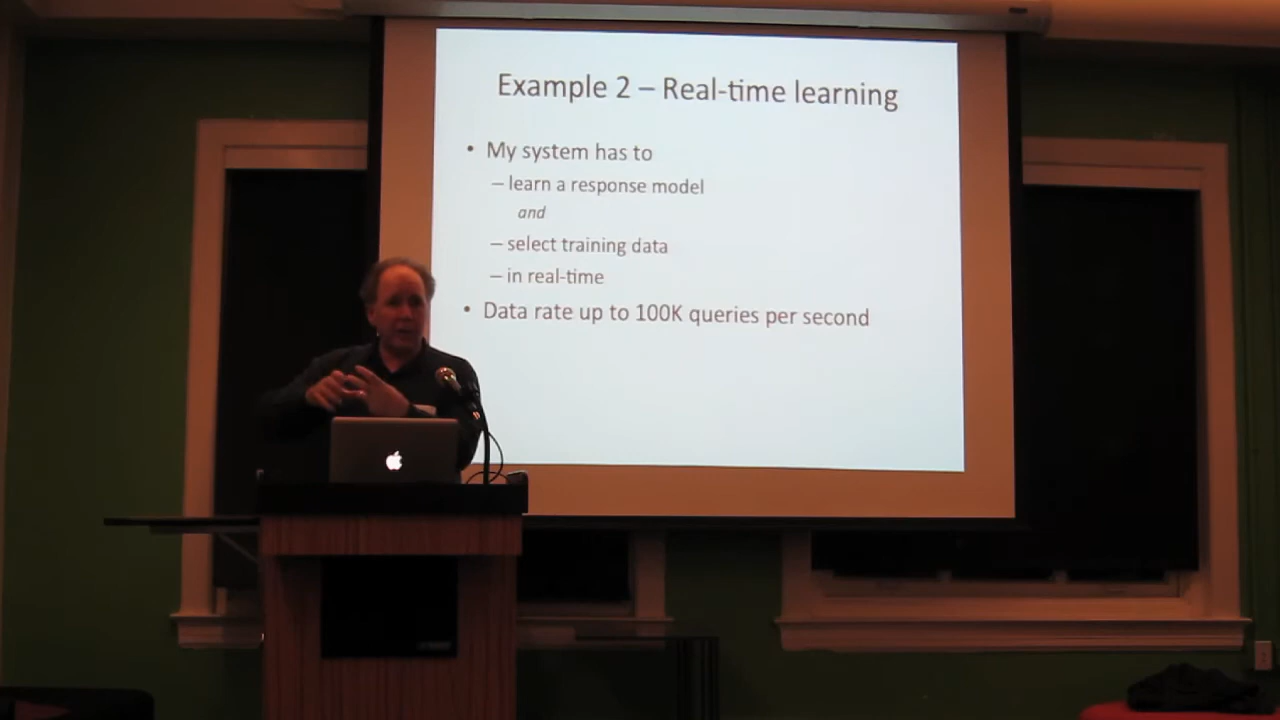 Example 2 – Real-time learning
• My system has to
– learn a response model
and
– select training data
– in real-time
• Data rate up to 100K queries per second